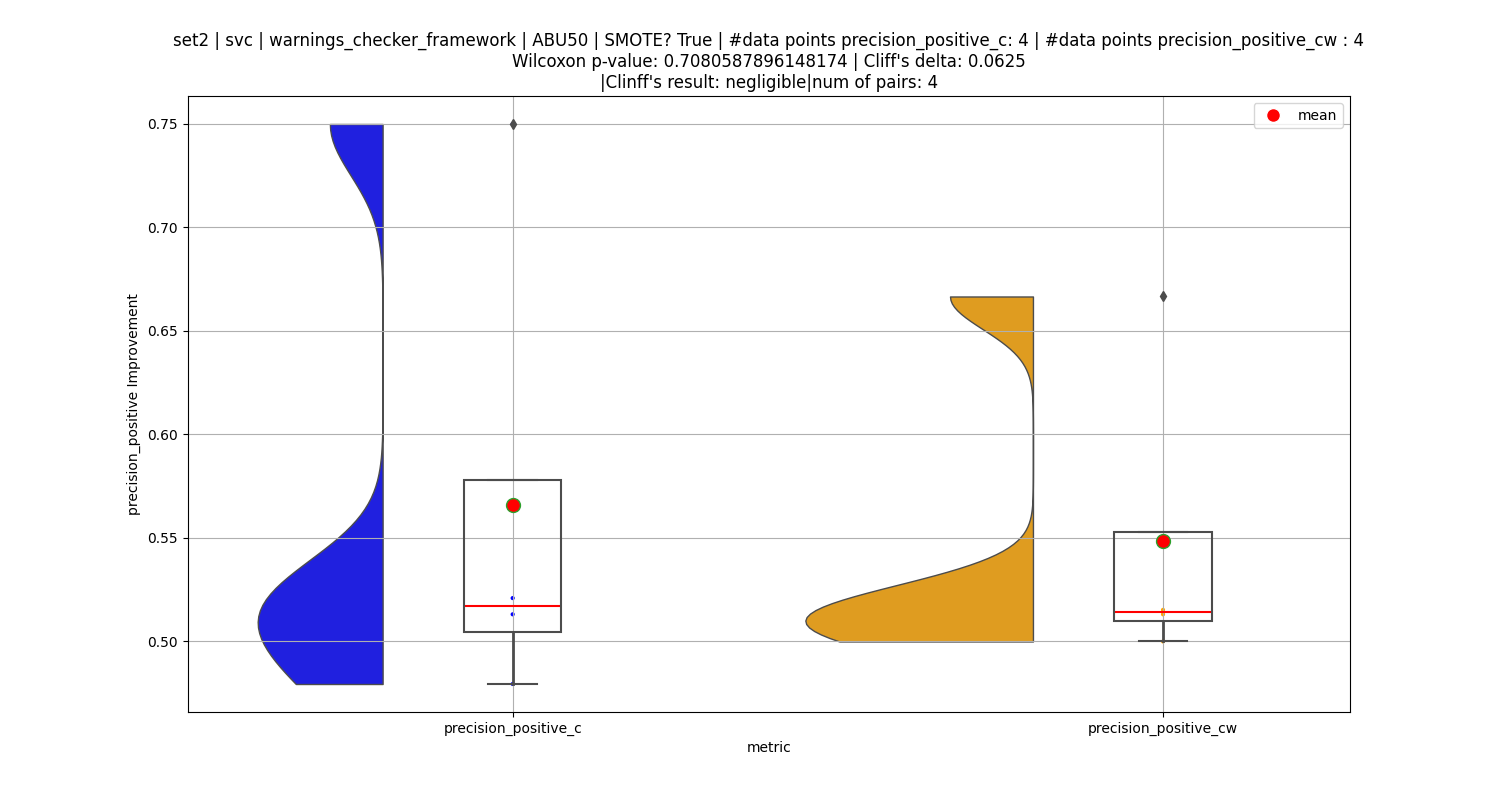 set2 | svc | warnings_checker_framework | ABU50 | SMOTE? True | #data points precision_positive_c: 4 | #data points precision_positive_cw : 4
Wilcoxon p-value: 0.7080587896148174 | Cliff's delta: 0.0625
|Clinff's result: negligible|num of pairs: 4
mean
0.75
0.70
0.65
0.60
0.55
0.50
precision_positive Improvement
precision_positive_c
precision_positive_cw
metric